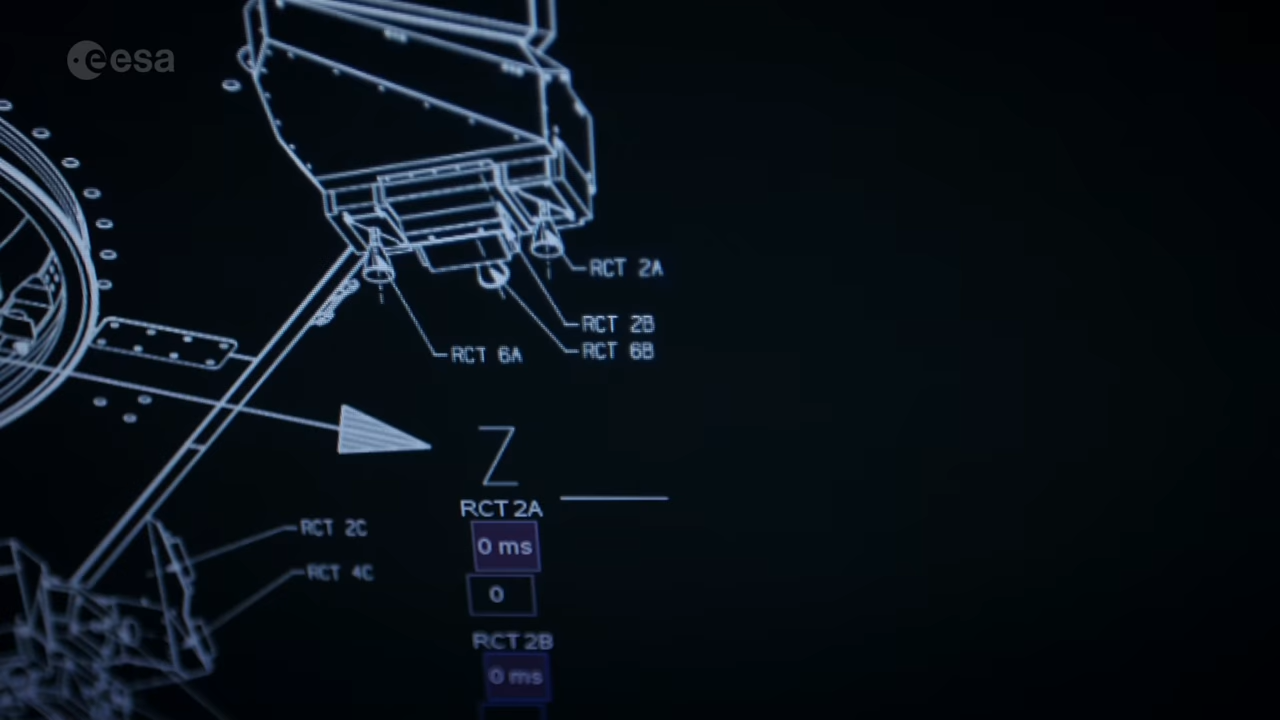 esa
RCT 2A
RCT 2B
RCT 6B
RCT 6A
Z
RCT 2A
0 ms
0
RCT 2C
RCT 4C
RCT 2B
0 ms